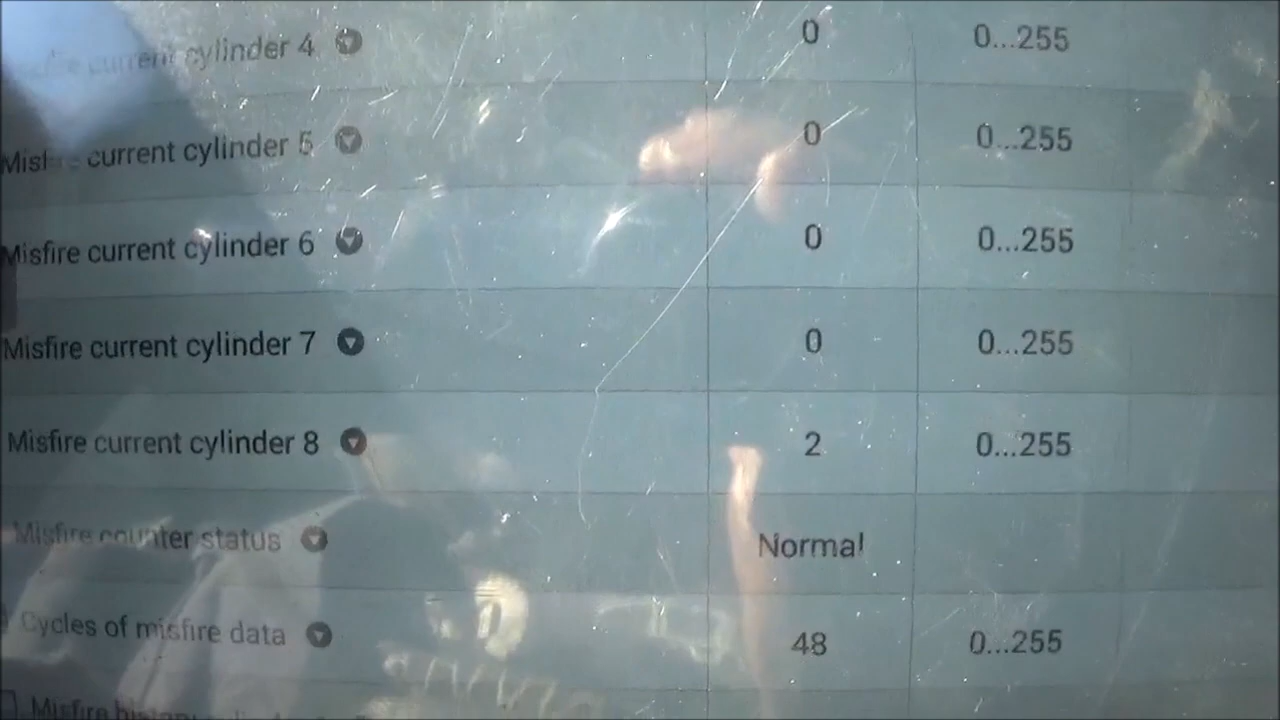 current cylinder 4 0 0...255
Misfire current cylinder 5 0 0...255
Misfire current cylinder 6 0 0...255
Misfire current cylinder 7 0 0...255
Misfire current cylinder 8 2 0...255
Misfire counter status Normal
Cycles of misfire data 48 0...255
Misfire